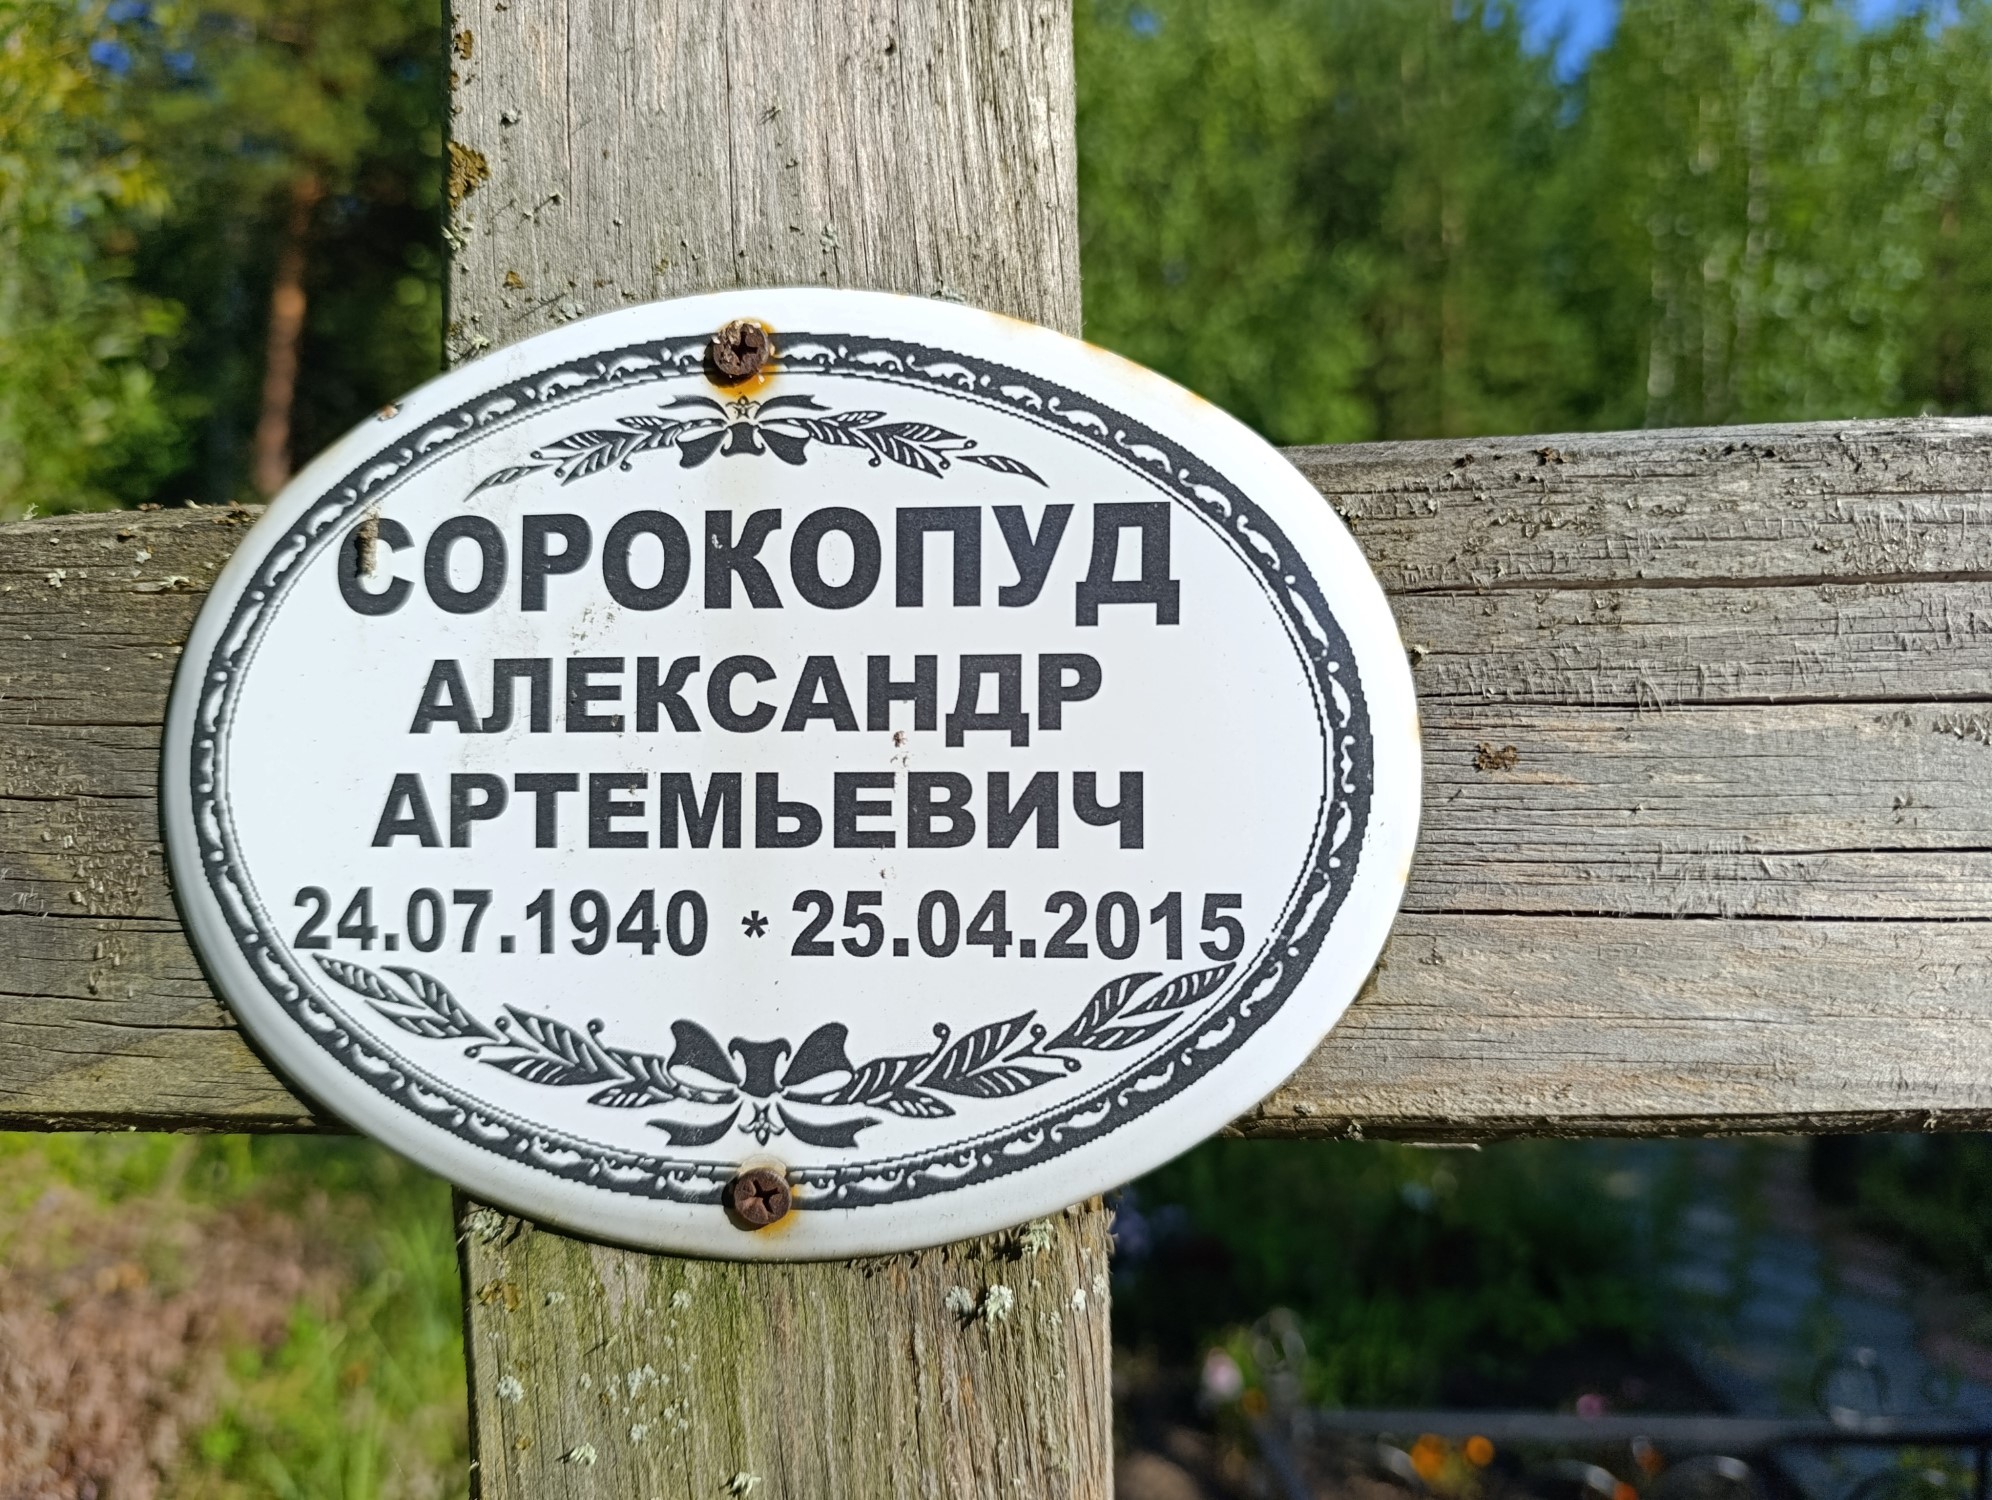 СОРОКОПУД
АЛЕКСАНДР
АРТЕМЬЕВИЧ
24.07.1940 * 25.04.2015